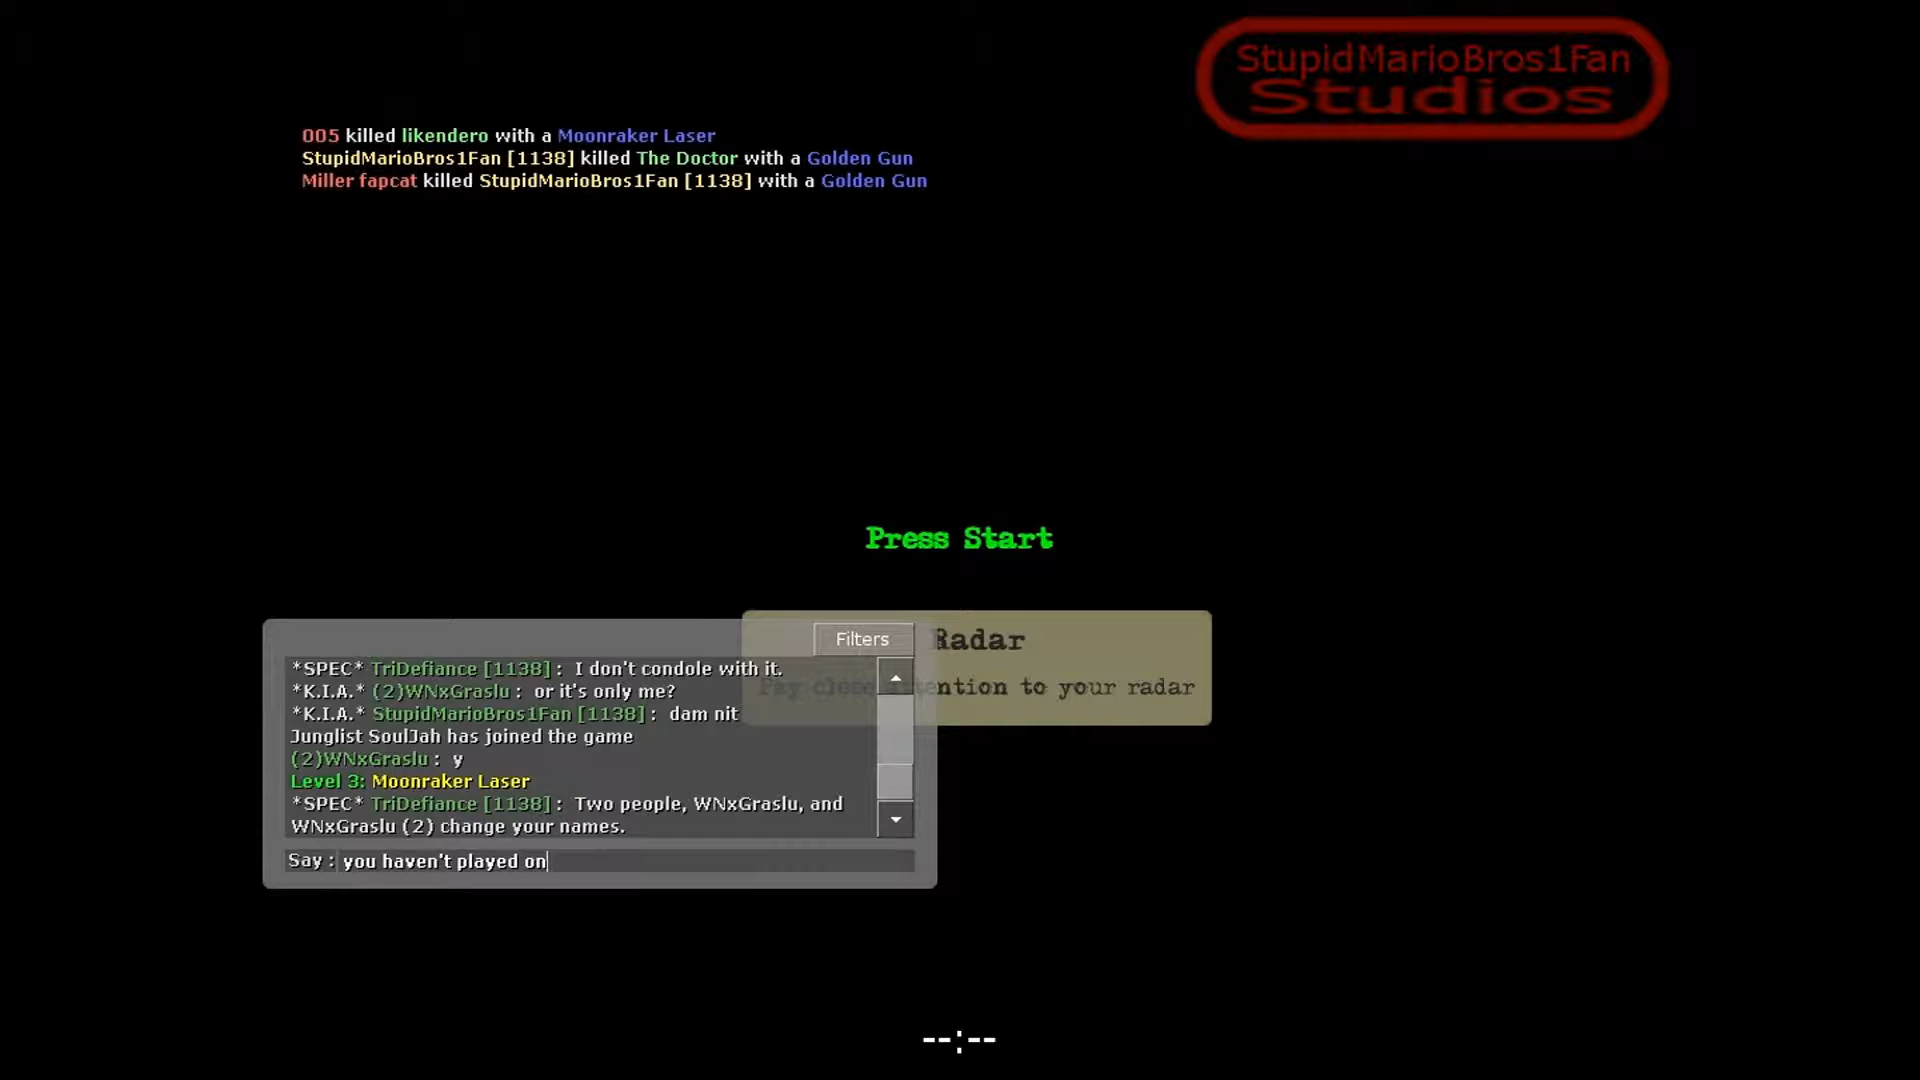 StupidMarioBros1Fan
Studios
005 killed likendero with a Moonraker Laser
StupidMarioBros1Fan [1138] killed The Doctor with a Golden Gun
Miller fapcat killed StupidMarioBros1Fan [1138] with a Golden Gun
Press Start
Filters
Radar
Pay close attention to your radar
*SPEC* TriDefiance [1138] : I don't condole with it.
*K.I.A.* (2)WNxGraslu : or it's only me?
*K.I.A.* StupidMarioBros1Fan [1138] : dam nit
Junglist SoulJah has joined the game
(2)WNxGraslu : y
Level 3: Moonraker Laser
*SPEC* TriDefiance [1138] : Two people, WNxGraslu, and
WNxGraslu (2) change your names.
Say : you haven't played on
--:--